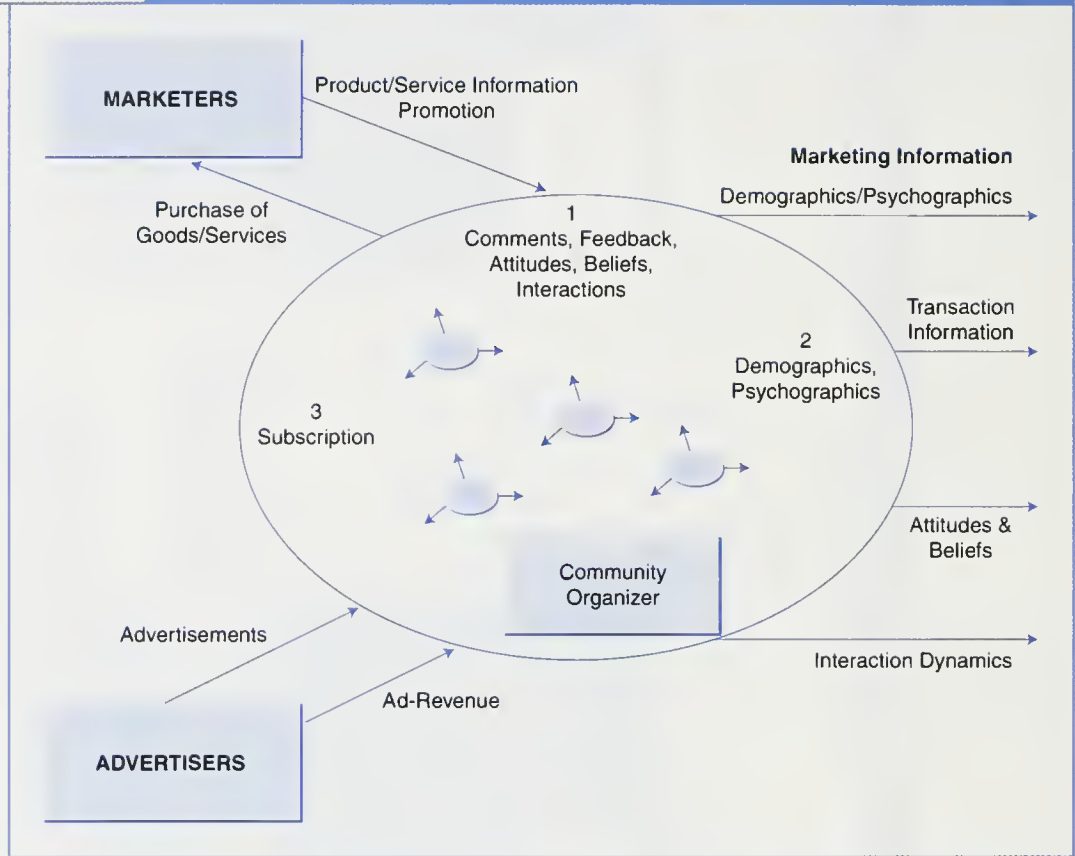 MARKETERS
Product/Service Information
Promotion
Marketing Information
Demographics/Psychographics
Purchase of
Goods/Services
1
Comments, Feedback,
Attitudes, Beliefs,
Interactions
Transaction
Information
2
Demographics,
Psychographics
3
Subscription
Attitudes &
Beliefs
Community
Organizer
Advertisements
Interaction Dynamics
Ad-Revenue
ADVERTISERS